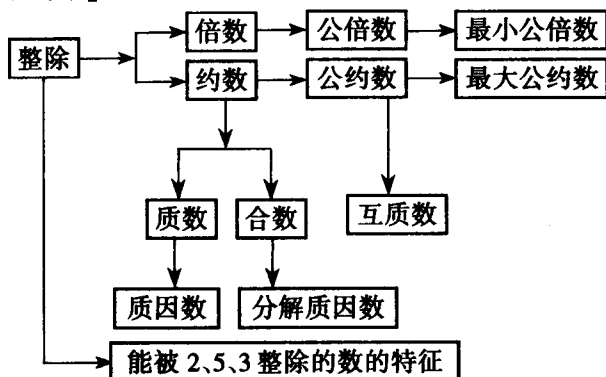 倍数
公倍数
最小公倍数
整除
约数
公约数
最大公约数
质数
合数
互质数
质因数
分解质因数
能被2、5、3整除的数的特征